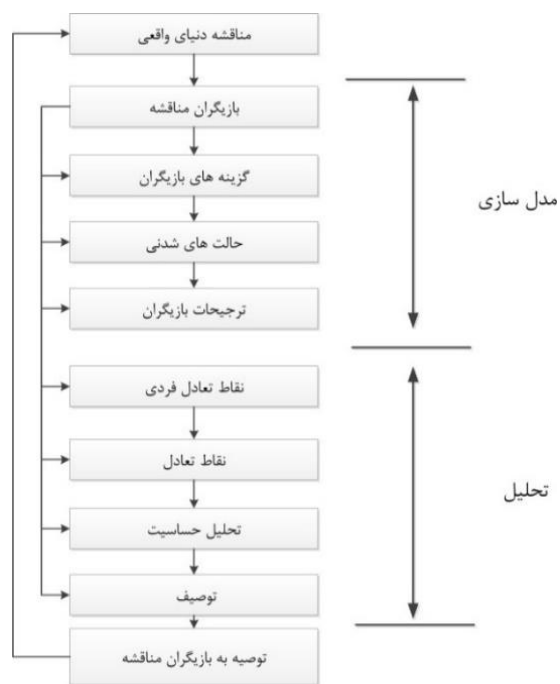 مناقشه دنیای واقعی
بازیگران مناقشه
گزینه های بازیگران
حالت های شدنی
ترجیحات بازیگران
مدل سازی
نقاط تعادل فردی
نقاط تعادل
تحلیل حساسیت
توصیف
تحلیل
توصیه به بازیگران مناقشه